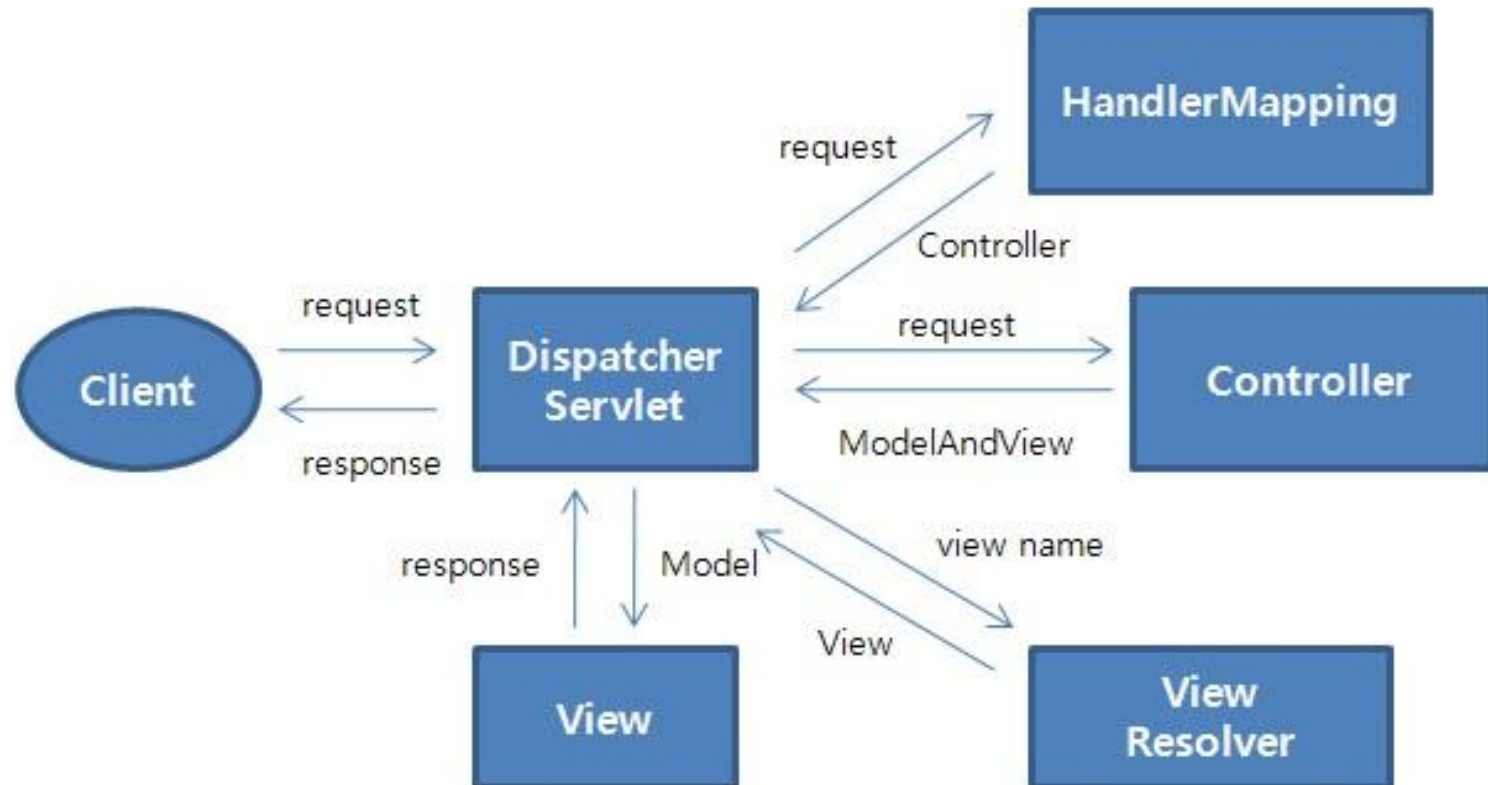 HandlerMapping
request
Controller
request
request
Client
Dispatcher
Servlet
Controller
response
ModelAndView
response
Model
view name
View
View
View
Resolver